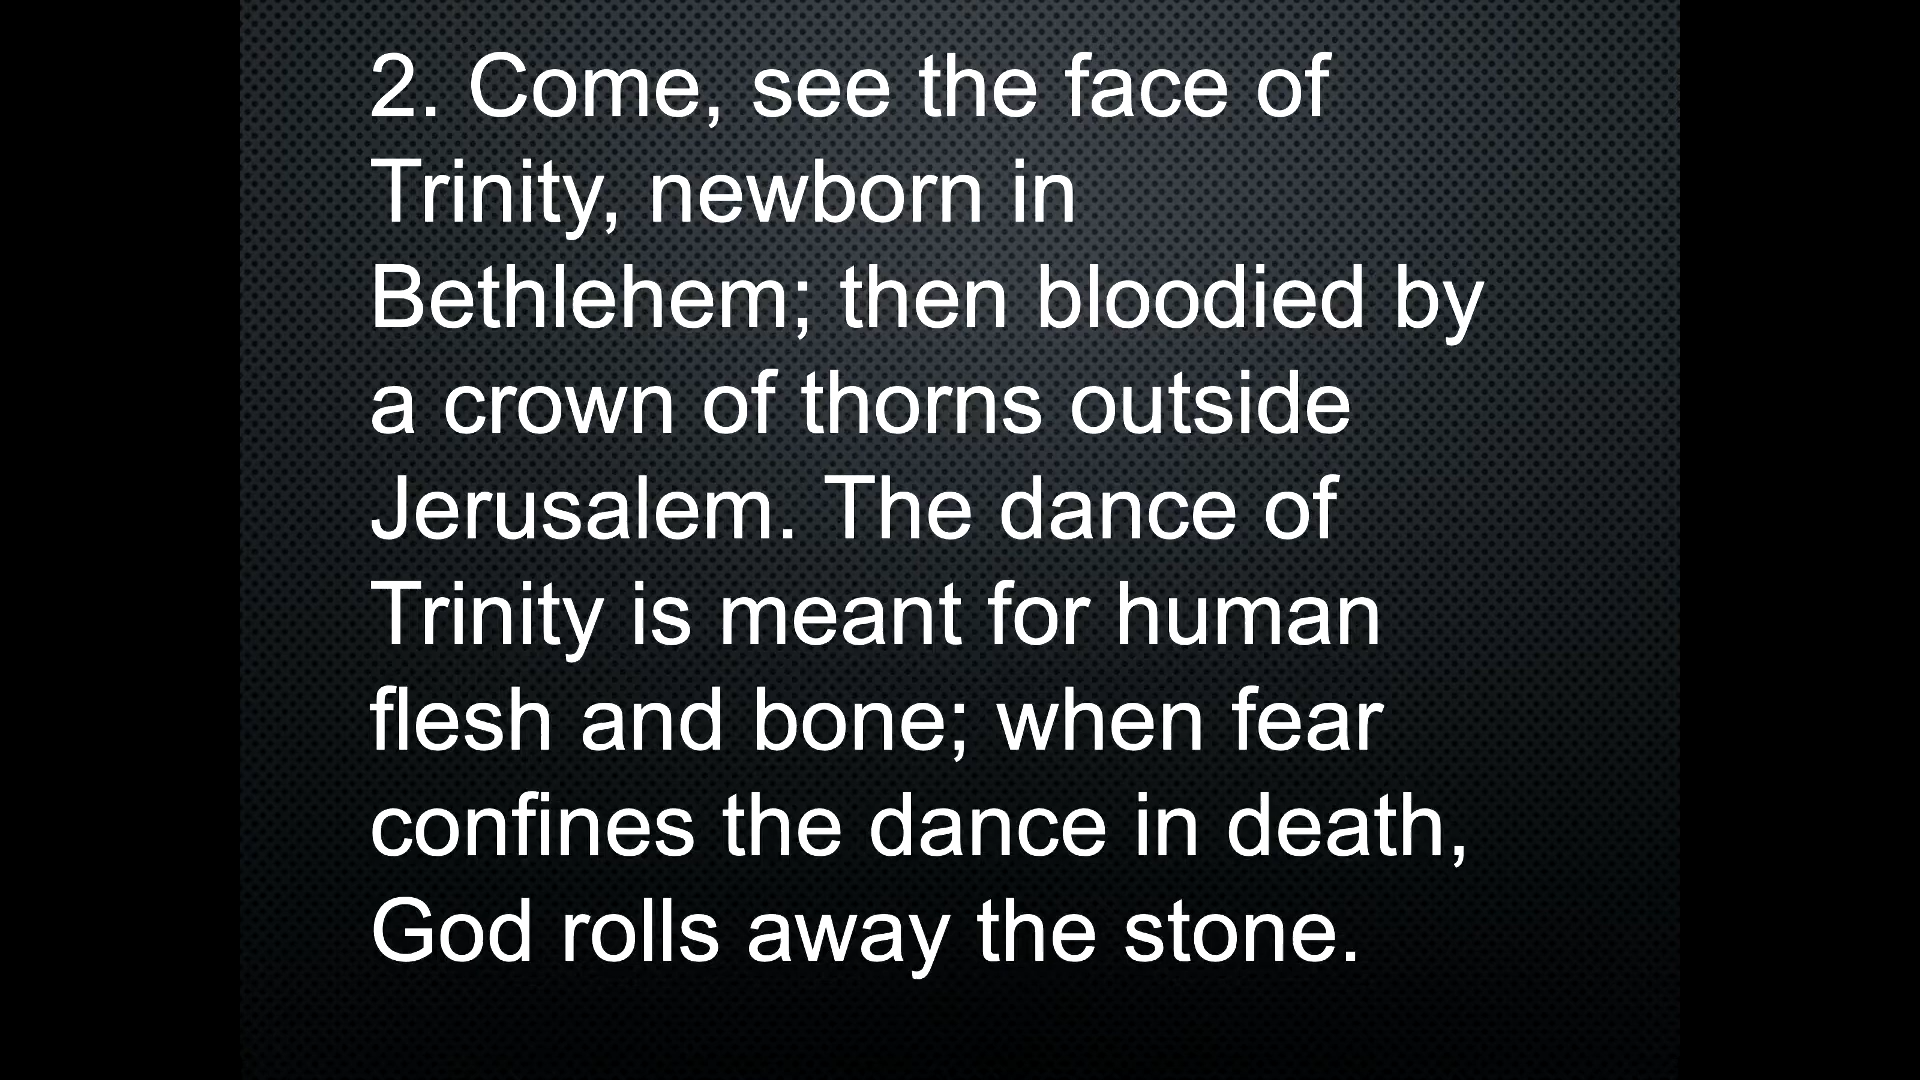 2. Come, see the face of
Trinity, newborn in
Bethlehem; then bloodied by
a crown of thorns outside
Jerusalem. The dance of
Trinity is meant for human
flesh and bone; when fear
confines the dance in death,
God rolls away the stone.